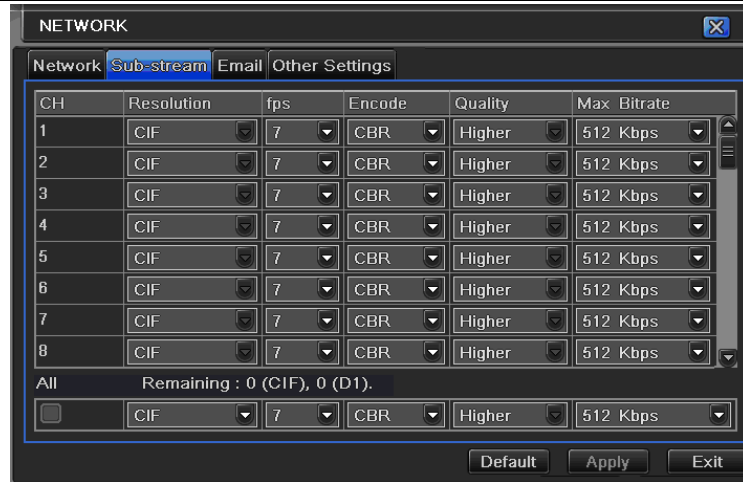 NETWORK
Network Sub-stream Email Other Settings
CH Resolution fps Encode Quality Max Bitrate
1 CIF 7 CBR Higher 512 Kbps
2 CIF 7 CBR Higher 512 Kbps
3 CIF 7 CBR Higher 512 Kbps
4 CIF 7 CBR Higher 512 Kbps
5 CIF 7 CBR Higher 512 Kbps
6 CIF 7 CBR Higher 512 Kbps
7 CIF 7 CBR Higher 512 Kbps
8 CIF 7 CBR Higher 512 Kbps
All Remaining : 0 (CIF), 0 (D1).
CIF 7 CBR Higher 512 Kbps
Default Apply Exit